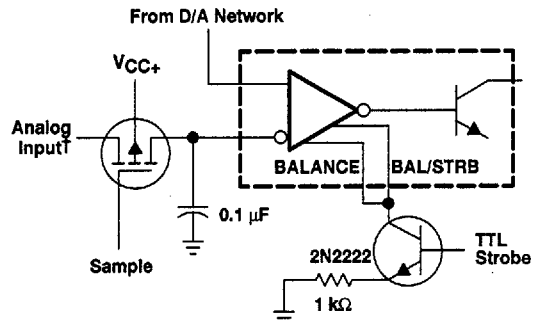 From D/A Network
VCC+
Analog
Input†
BALANCE
BAL/STRB
0.1 µF
2N2222
TTL
Strobe
Sample
1 kΩ